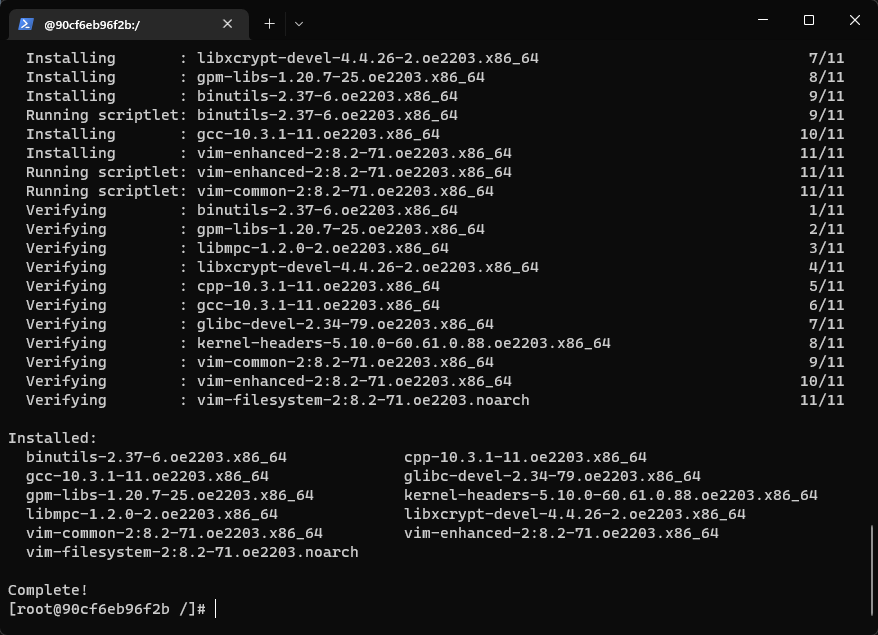 @90cf6eb96f2b:/
Installing : libxcrypt-devel-4.4.26-2.oe2203.x86_64 7/11
Installing : gpm-libs-1.20.7-25.oe2203.x86_64 8/11
Installing : binutils-2.37-6.oe2203.x86_64 9/11
Running scriptlet: binutils-2.37-6.oe2203.x86_64 9/11
Installing : gcc-10.3.1-11.oe2203.x86_64 10/11
Installing : vim-enhanced-2:8.2-71.oe2203.x86_64 11/11
Running scriptlet: vim-enhanced-2:8.2-71.oe2203.x86_64 11/11
Running scriptlet: vim-common-2:8.2-71.oe2203.x86_64 11/11
Verifying : binutils-2.37-6.oe2203.x86_64 1/11
Verifying : gpm-libs-1.20.7-25.oe2203.x86_64 2/11
Verifying : libmpc-1.2.0-2.oe2203.x86_64 3/11
Verifying : libxcrypt-devel-4.4.26-2.oe2203.x86_64 4/11
Verifying : cpp-10.3.1-11.oe2203.x86_64 5/11
Verifying : gcc-10.3.1-11.oe2203.x86_64 6/11
Verifying : glibc-devel-2.34-79.oe2203.x86_64 7/11
Verifying : kernel-headers-5.10.0-60.61.0.88.oe2203.x86_64 8/11
Verifying : vim-common-2:8.2-71.oe2203.x86_64 9/11
Verifying : vim-enhanced-2:8.2-71.oe2203.x86_64 10/11
Verifying : vim-filesystem-2:8.2-71.oe2203.noarch 11/11
Installed:
binutils-2.37-6.oe2203.x86_64 cpp-10.3.1-11.oe2203.x86_64
gcc-10.3.1-11.oe2203.x86_64 glibc-devel-2.34-79.oe2203.x86_64
gpm-libs-1.20.7-25.oe2203.x86_64 kernel-headers-5.10.0-60.61.0.88.oe2203.x86_64
libmpc-1.2.0-2.oe2203.x86_64 libxcrypt-devel-4.4.26-2.oe2203.x86_64
vim-common-2:8.2-71.oe2203.x86_64 vim-enhanced-2:8.2-71.oe2203.x86_64
vim-filesystem-2:8.2-71.oe2203.noarch
Complete!
[root@90cf6eb96f2b /]#